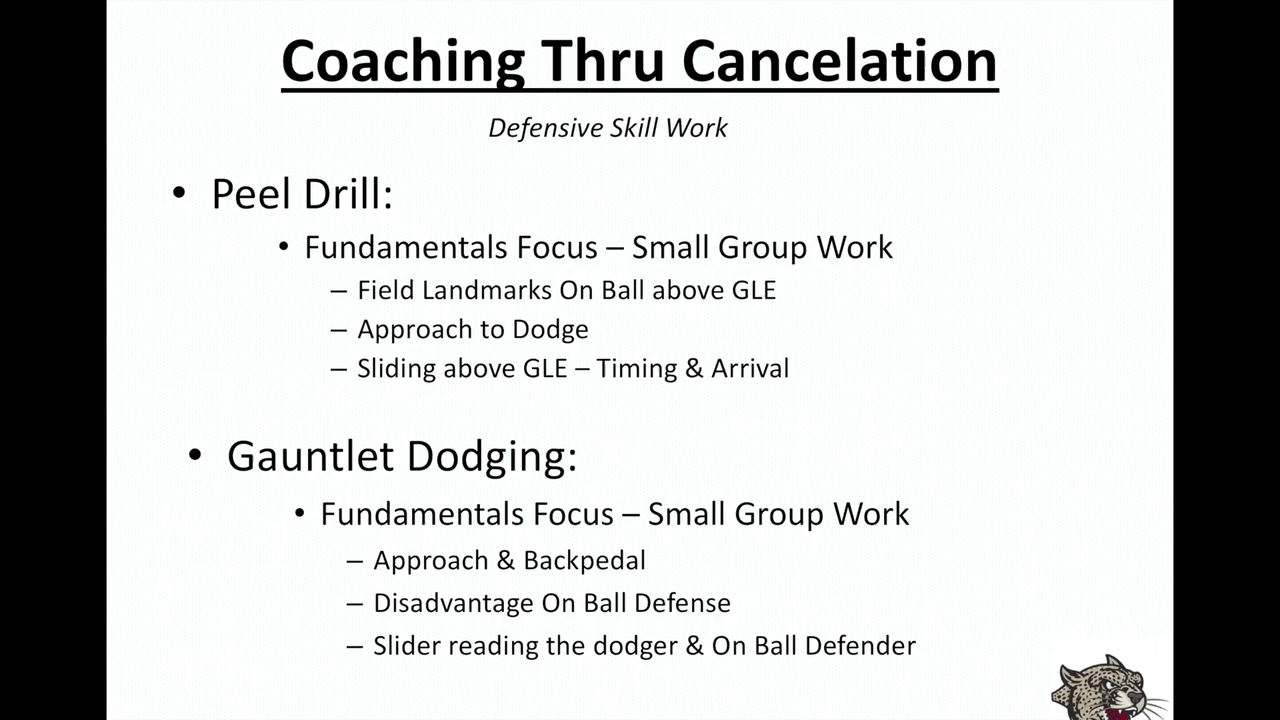 Coaching Thru Cancelation
Defensive Skill Work
• Peel Drill:
• Fundamentals Focus – Small Group Work
– Field Landmarks On Ball above GLE
– Approach to Dodge
– Sliding above GLE – Timing & Arrival
• Gauntlet Dodging:
• Fundamentals Focus – Small Group Work
– Approach & Backpedal
– Disadvantage On Ball Defense
– Slider reading the dodger & On Ball Defender